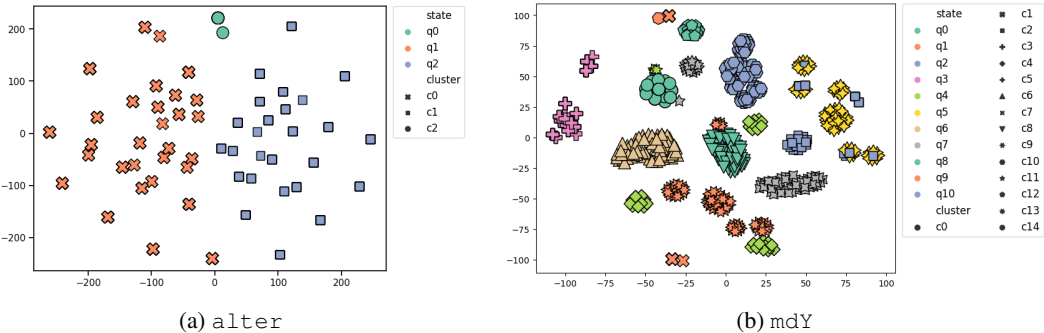 200
100
0
−100
−200
−200
−100
0
100
200
state
q0
q1
q2
cluster
c0
c1
c2
(a) alter
100
75
50
25
0
−25
−50
−75
−100
−100
−75
−50
−25
0
25
50
75
100
state
q0
q1
q2
q3
q4
q5
q6
q7
q8
q9
q10
cluster
c0
c1
c2
c3
c4
c5
c6
c7
c8
c9
c10
c11
c12
c13
c14
(b) mdY